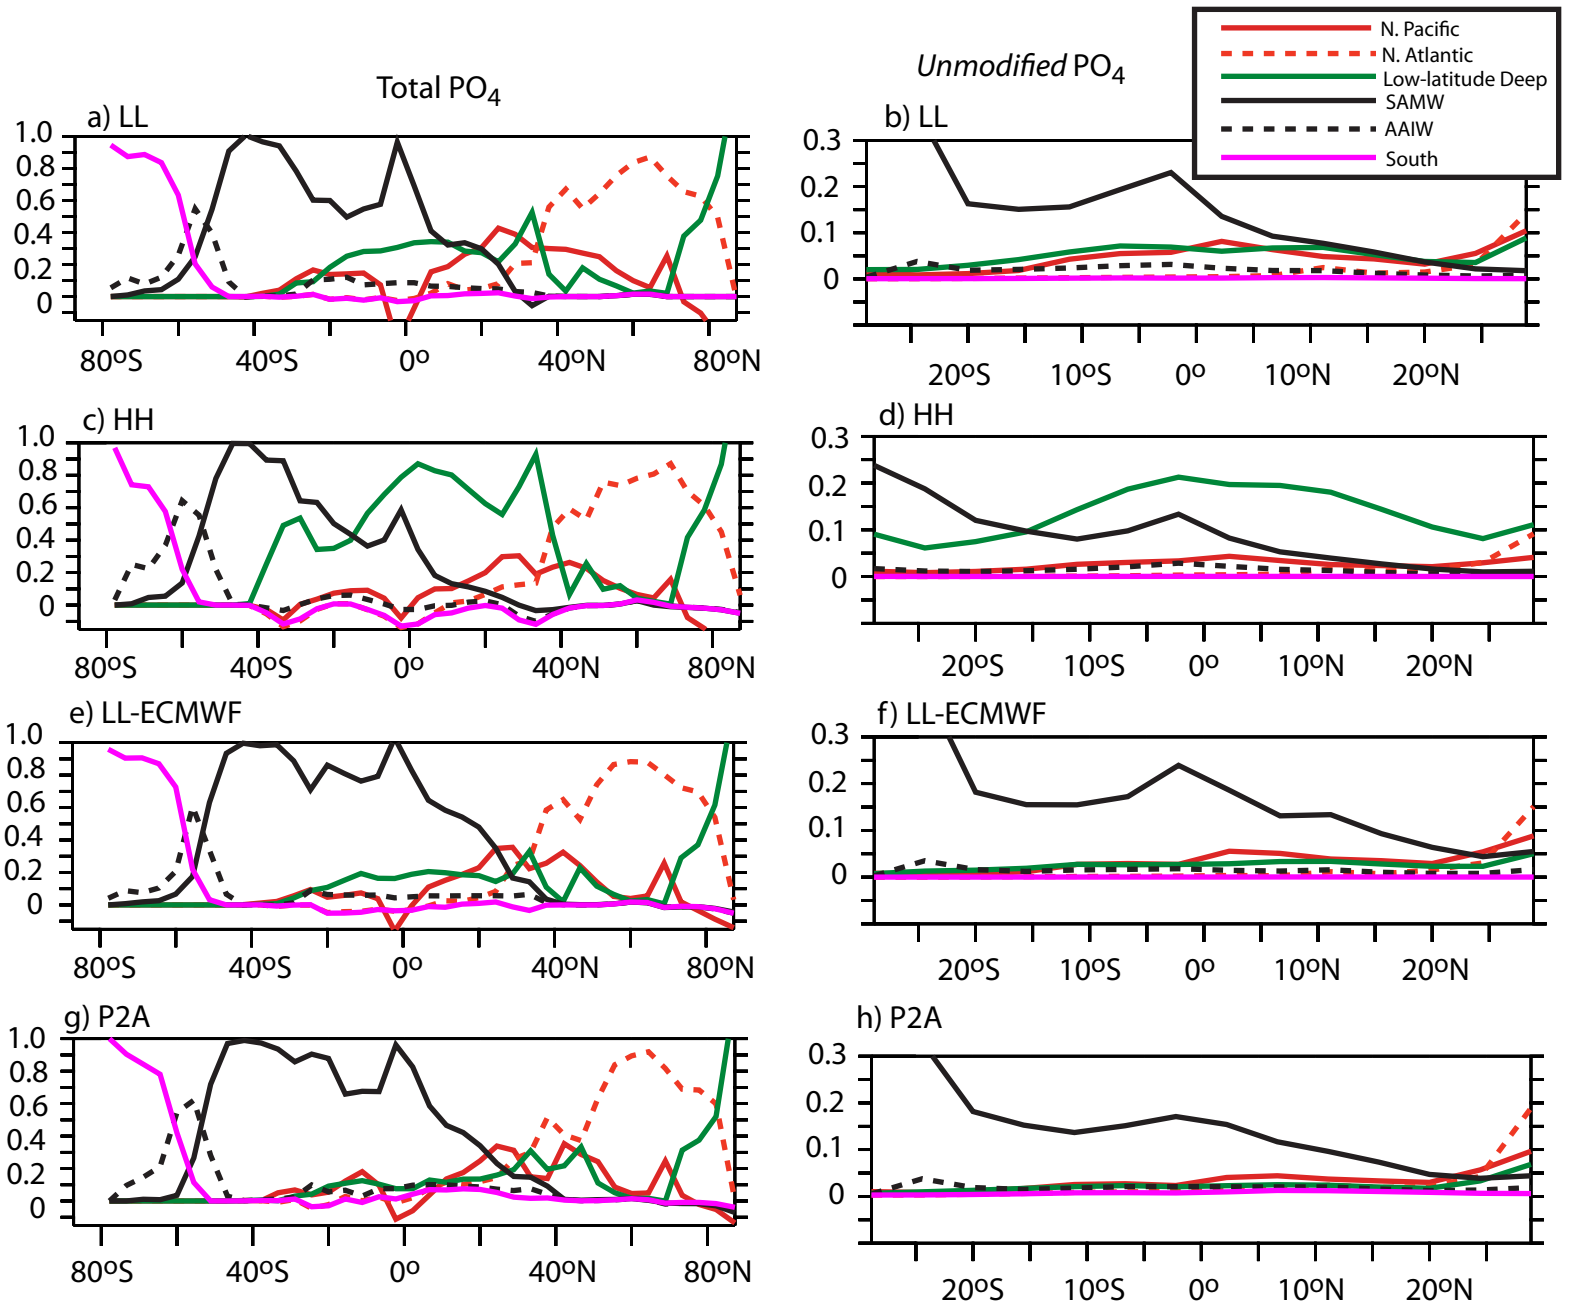 Total PO4
Unmodified PO4
N. Pacific
N. Atlantic
Low-latitude Deep
SAMW
AAIW
South
a) LL
1.0
0.8
0.6
0.4
0.2
0
80ºS 40ºS 0º 40ºN 80ºN
b) LL
0.3
0.2
0.1
0
20ºS 10ºS 0º 10ºN 20ºN
c) HH
1.0
0.8
0.6
0.4
0.2
0
80ºS 40ºS 0º 40ºN 80ºN
d) HH
0.3
0.2
0.1
0
20ºS 10ºS 0º 10ºN 20ºN
e) LL-ECMWF
1.0
0.8
0.6
0.4
0.2
0
80ºS 40ºS 0º 40ºN 80ºN
f) LL-ECMWF
0.3
0.2
0.1
0
20ºS 10ºS 0º 10ºN 20ºN
g) P2A
1.0
0.8
0.6
0.4
0.2
0
80ºS 40ºS 0º 40ºN 80ºN
h) P2A
0.3
0.2
0.1
0
20ºS 10ºS 0º 10ºN 20ºN